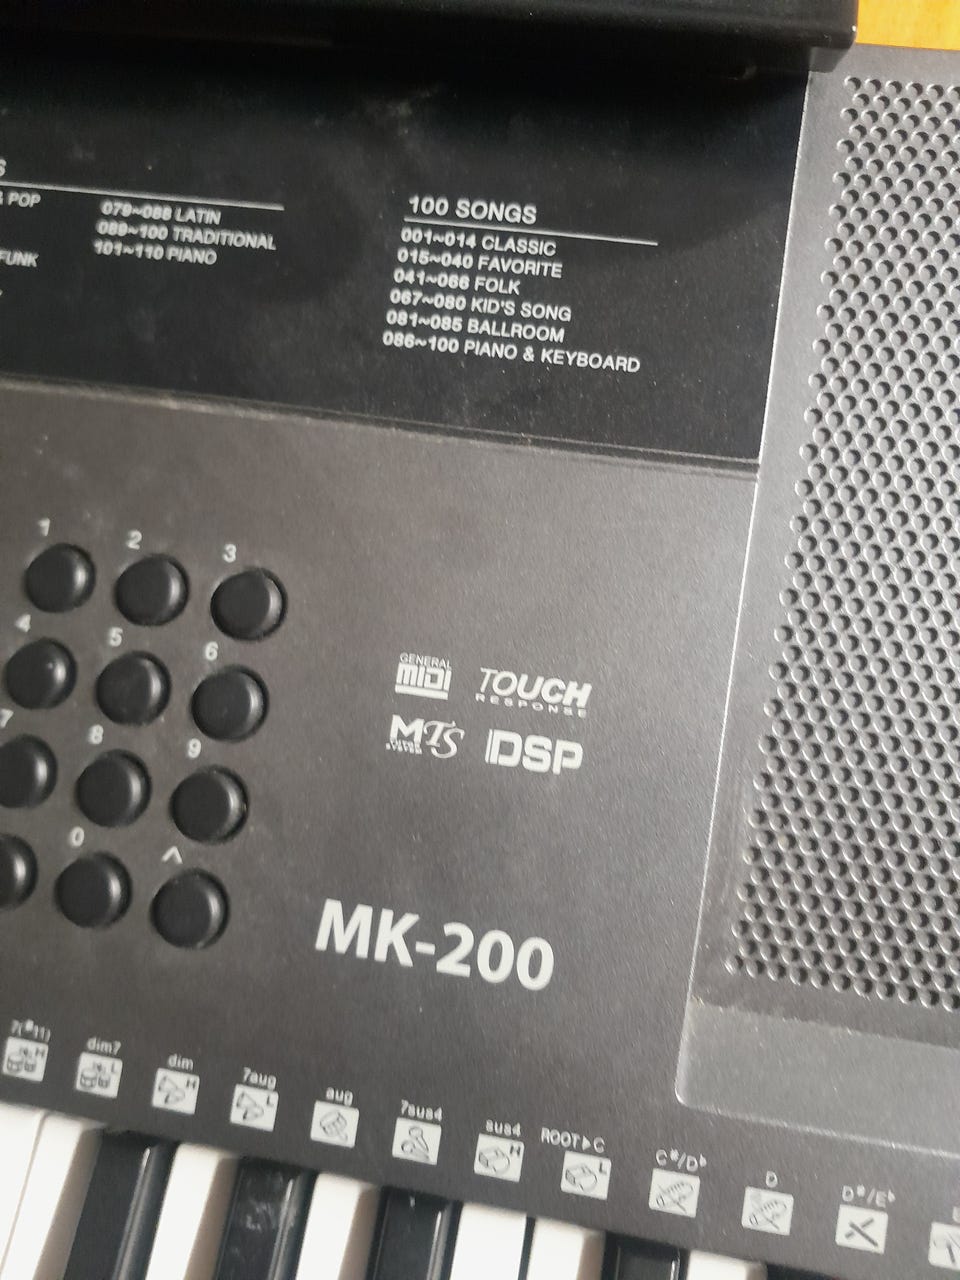 S
& POP
FUNK
079~088 LATIN
089~100 TRADITIONAL
101~110 PIANO
100 SONGS
001~014 CLASSIC
015~040 FAVORITE
041~066 FOLK
067~080 KID'S SONG
081~085 BALLROOM
086~100 PIANO & KEYBOARD
1 2 3
4 5 6
7 8 9
0 ^
GENERAL
MIDI
TOUCH
RESPONSE
MTS
DSP
MK-200
7(#11) dim7 dim 7aug aug 7sus4 sus4 ROOT▶C C#/D♭ D D#/E♭
H L H L H L